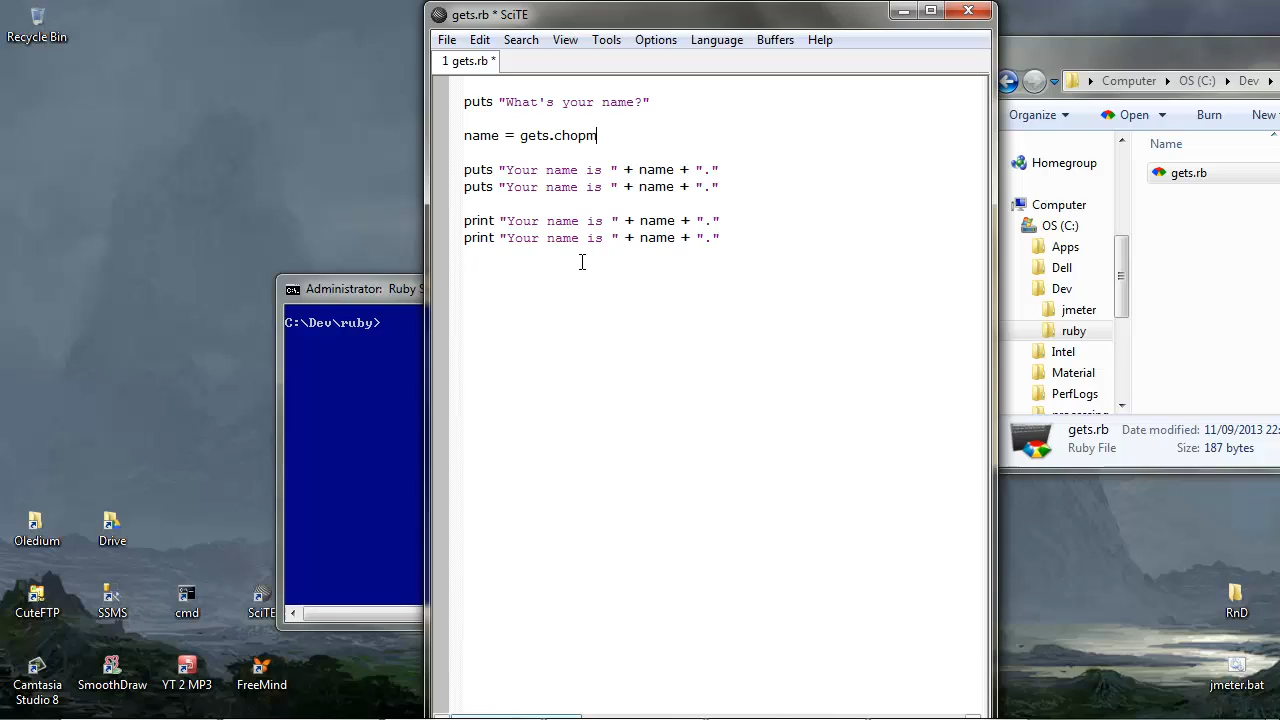 Recycle Bin
gets.rb * SciTE
File Edit Search View Tools Options Language Buffers Help
1 gets.rb *
puts "What's your name?"
name = gets.chopm
puts "Your name is " + name + "."
puts "Your name is " + name + "."
print "Your name is " + name + "."
print "Your name is " + name + "."
Administrator: Ruby
C:\Dev\ruby>
Computer OS (C:) Dev
Organize Open Burn New
Homegroup
Computer
OS (C:)
Apps
Dell
Dev
jmeter
ruby
Intel
Material
PerfLogs
Name
gets.rb
gets.rb Date modified: 11/09/2013 22:
Ruby File Size: 187 bytes
Oledium
Drive
CuteFTP
SSMS
cmd
SciTE
Camtasia
Studio 8
SmoothDraw
YT 2 MP3
FreeMind
RnD
jmeter.bat